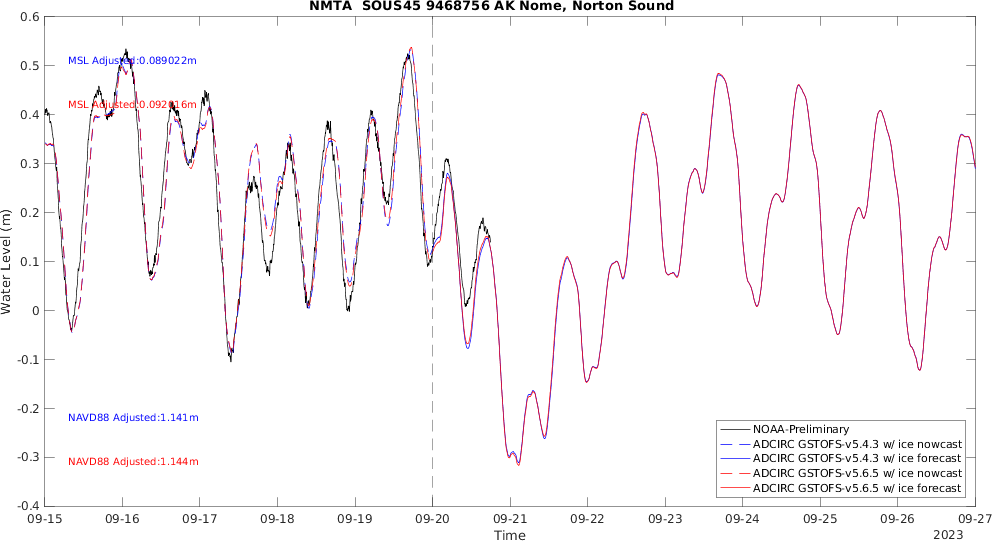 NMTA  SOUS45 9468756 AK Nome, Norton Sound
0.6
0.5
0.4
0.3
0.2
0.1
0
-0.1
-0.2
-0.3
-0.4
Water Level (m)
MSL Adjusted:0.089022m
MSL Adjusted:0.092616m
NAVD88 Adjusted:1.141m
NAVD88 Adjusted:1.144m
NOAA-Preliminary
ADCIRC GSTOFS-v5.4.3 w/ ice nowcast
ADCIRC GSTOFS-v5.4.3 w/ ice forecast
ADCIRC GSTOFS-v5.6.5 w/ ice nowcast
ADCIRC GSTOFS-v5.6.5 w/ ice forecast
09-15 09-16 09-17 09-18 09-19 09-20 09-21 09-22 09-23 09-24 09-25 09-26 09-27
Time
2023